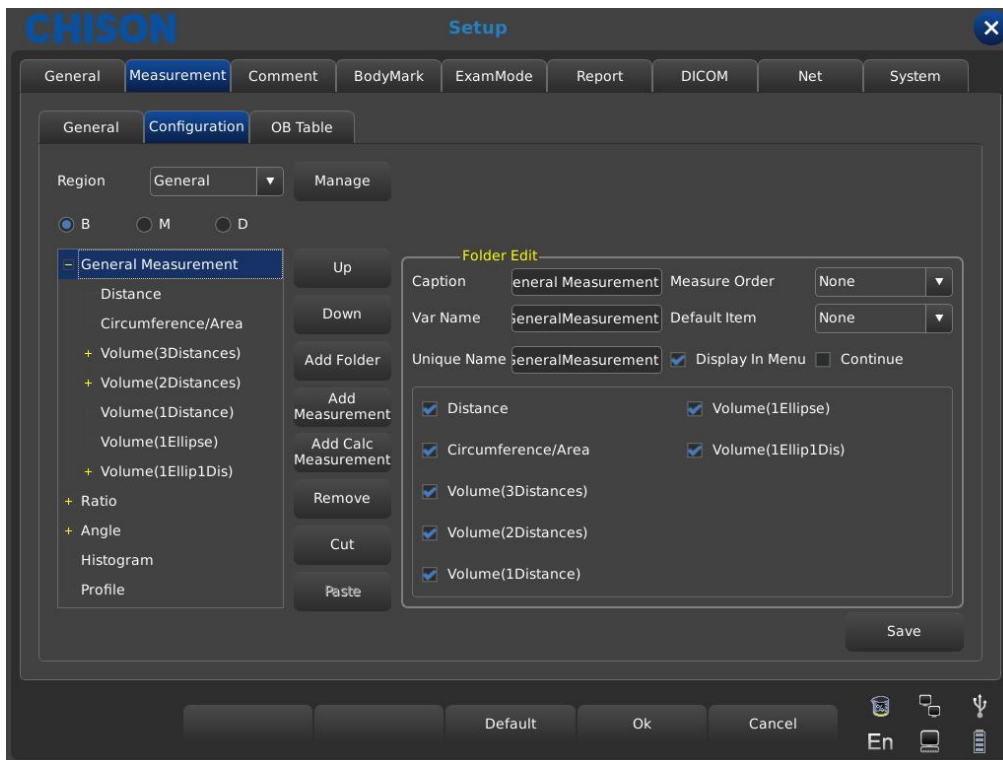 CHISON
Setup
General Measurement Comment BodyMark ExamMode Report DICOM Net System
General Configuration OB Table
Region General Manage
B M D
General Measurement
Distance
Circumference/Area
+ Volume(3Distances)
+ Volume(2Distances)
Volume(1Distance)
Volume(1Ellipse)
+ Volume(1Ellip1Dis)
+ Ratio
+ Angle
Histogram
Profile
Up
Down
Add Folder
Add
Measurement
Add Calc
Measurement
Remove
Cut
Paste
Folder Edit
Caption eneral Measurement Measure Order None
Var Name GeneralMeasurement Default Item None
Unique Name GeneralMeasurement Display In Menu Continue
Distance Volume(1Ellipse)
Circumference/Area Volume(1Ellip1Dis)
Volume(3Distances)
Volume(2Distances)
Volume(1Distance)
Save
Default Ok Cancel
En